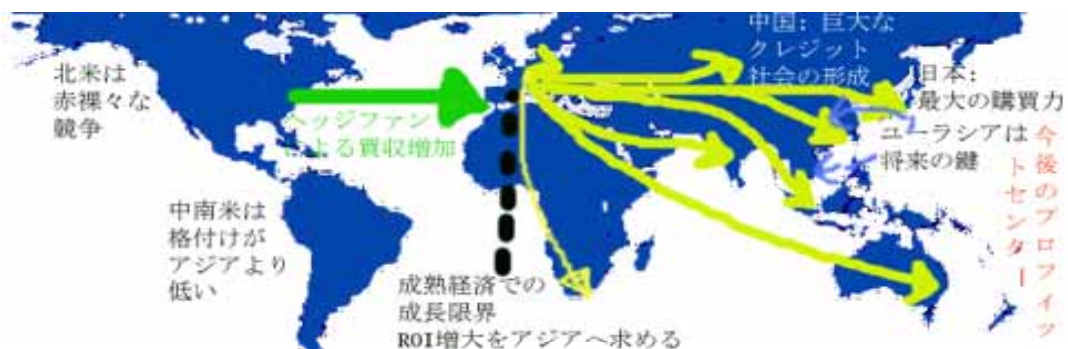 北米は
赤裸々な
競争
ヘッジファン
による買収増加
中南米は
格付けが
アジアより
低い
成熟経済での
成長限界
ROI増大をアジアへ求める
中国：巨大な
クレジット
社会の形成
日本：
最大の購買力
ユーラシアは
将来の鍵
今後のプロフィッ
トセンター